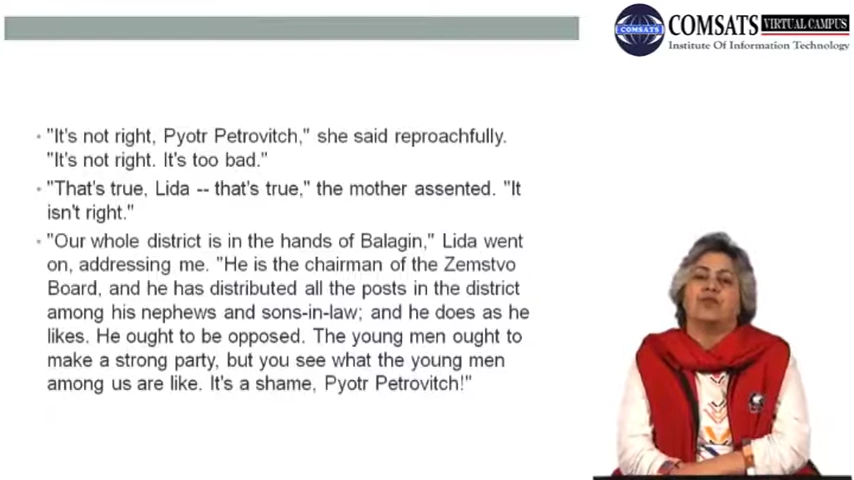 COMSATS
COMSATS VIRTUAL CAMPUS
Institute Of Information Technology
• "It's not right, Pyotr Petrovitch," she said reproachfully.
"It's not right. It's too bad."
• "That's true, Lida -- that's true," the mother assented. "It
isn't right."
• "Our whole district is in the hands of Balagin," Lida went
on, addressing me. "He is the chairman of the Zemstvo
Board, and he has distributed all the posts in the district
among his nephews and sons-in-law; and he does as he
likes. He ought to be opposed. The young men ought to
make a strong party, but you see what the young men
among us are like. It's a shame, Pyotr Petrovitch!"